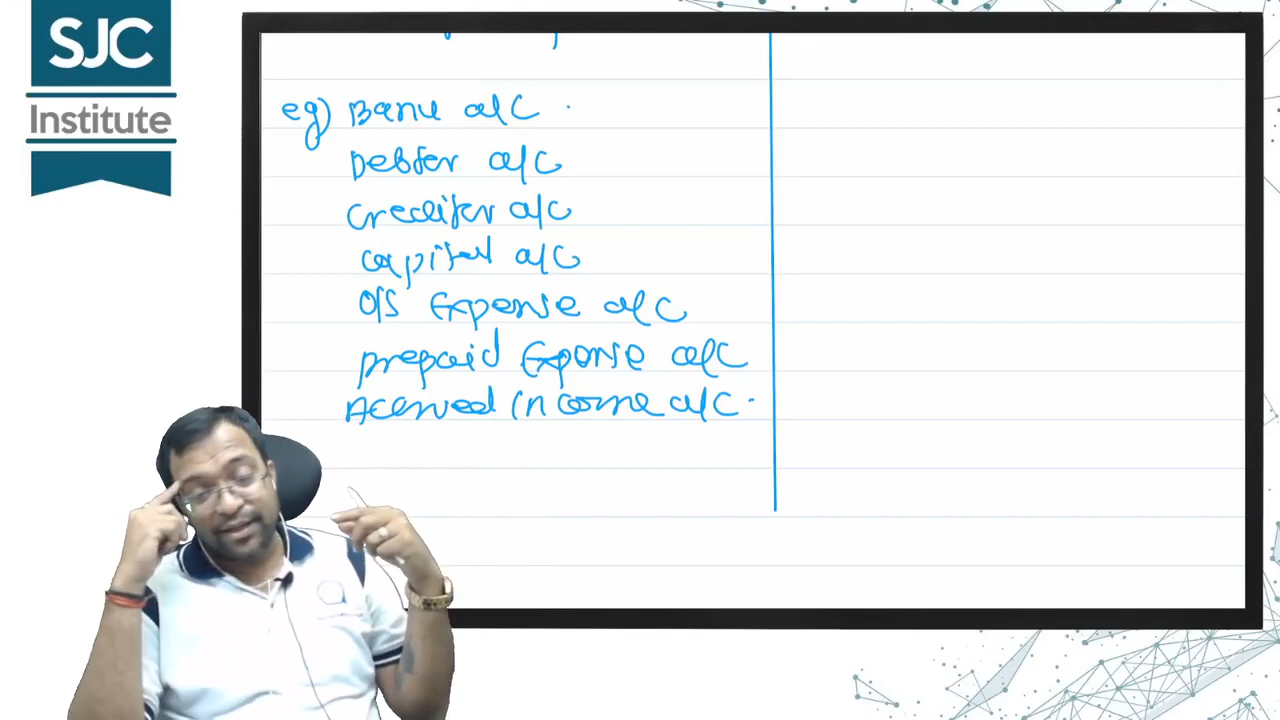 SJC
Institute
eg) Bank a/c
Debtor a/c
Creditor a/c
capital a/c
O/S Expense a/c
prepaid Expense a/c
Accrued income a/c